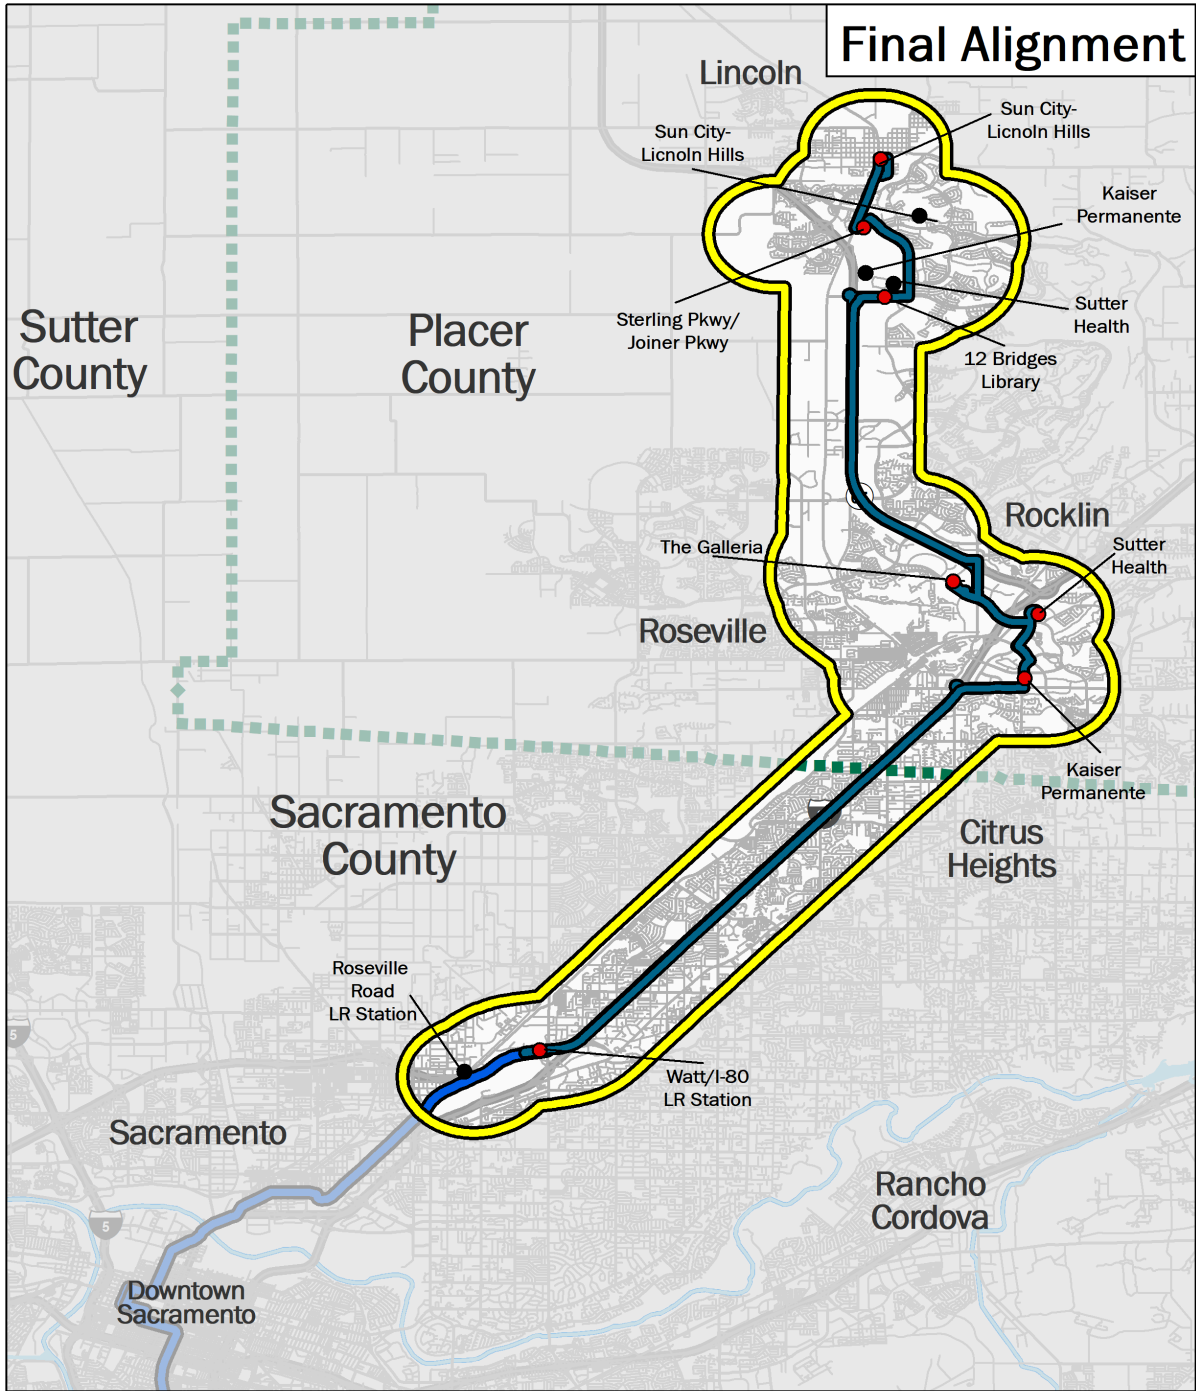 Final Alignment
Lincoln
Sun City-
Licnoln Hills
Sun City-
Licnoln Hills
Kaiser
Permanente
Sutter
County
Placer
County
Sterling Pkwy/
Joiner Pkwy
Sutter
Health
12 Bridges
Library
Rocklin
The Galleria
Sutter
Health
Roseville
Kaiser
Permanente
Sacramento
County
Citrus
Heights
Roseville
Road
LR Station
5
Watt/I-80
LR Station
Sacramento
Rancho
Cordova
5
Downtown
Sacramento